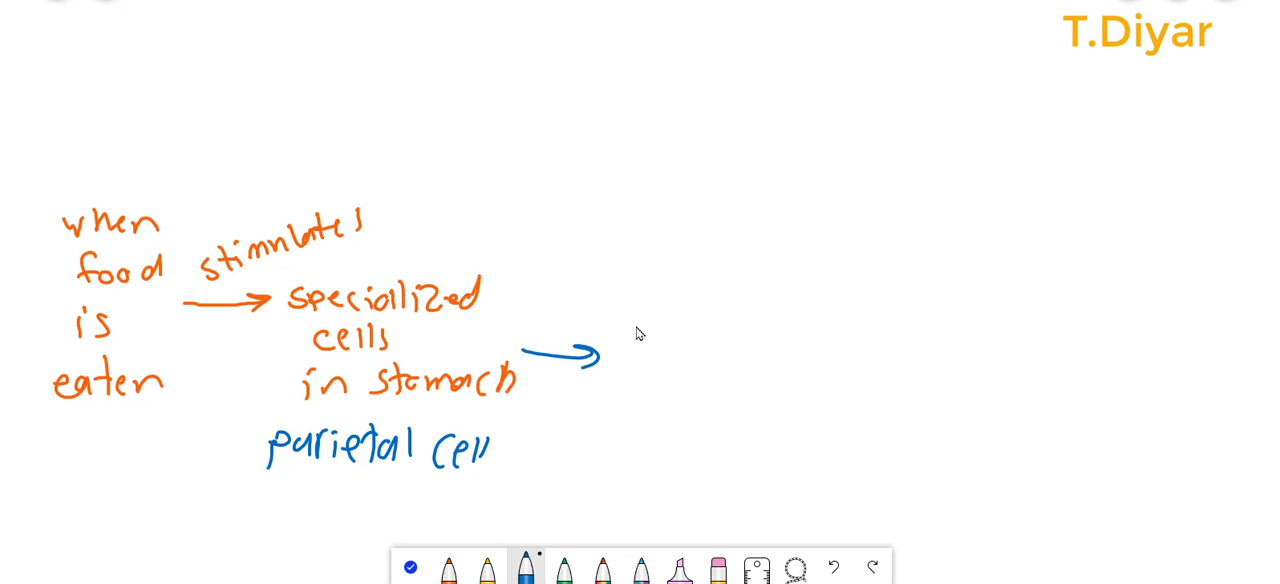 T.Diyar
when
food
is
eaten
stimulates
specialized
cells
in stomach
parietal cell